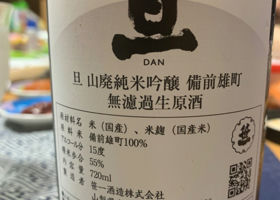 旦
DAN
旦 山廃純米吟醸 備前雄町
無濾過生原酒
原材料名 米（国産）、米麹（国産米）
原料米 備前雄町100%
アルコール分 15度
精米歩合 55%
内容量 720ml
製造者 笹一酒造株式会社
笹一